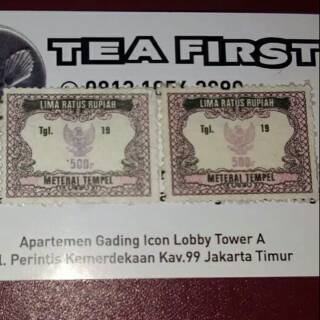 TEA FIRST
LIMA RATUS RUPIAH LIMA RATUS RUPIAH
Tgl. 19 Tgl. 19
500.- 500.-
METERAI TEMPEL METERAI TEMPEL
Apartemen Gading Icon Lobby Tower A
l. Perintis Kemerdekaan Kav.99 Jakarta Timur